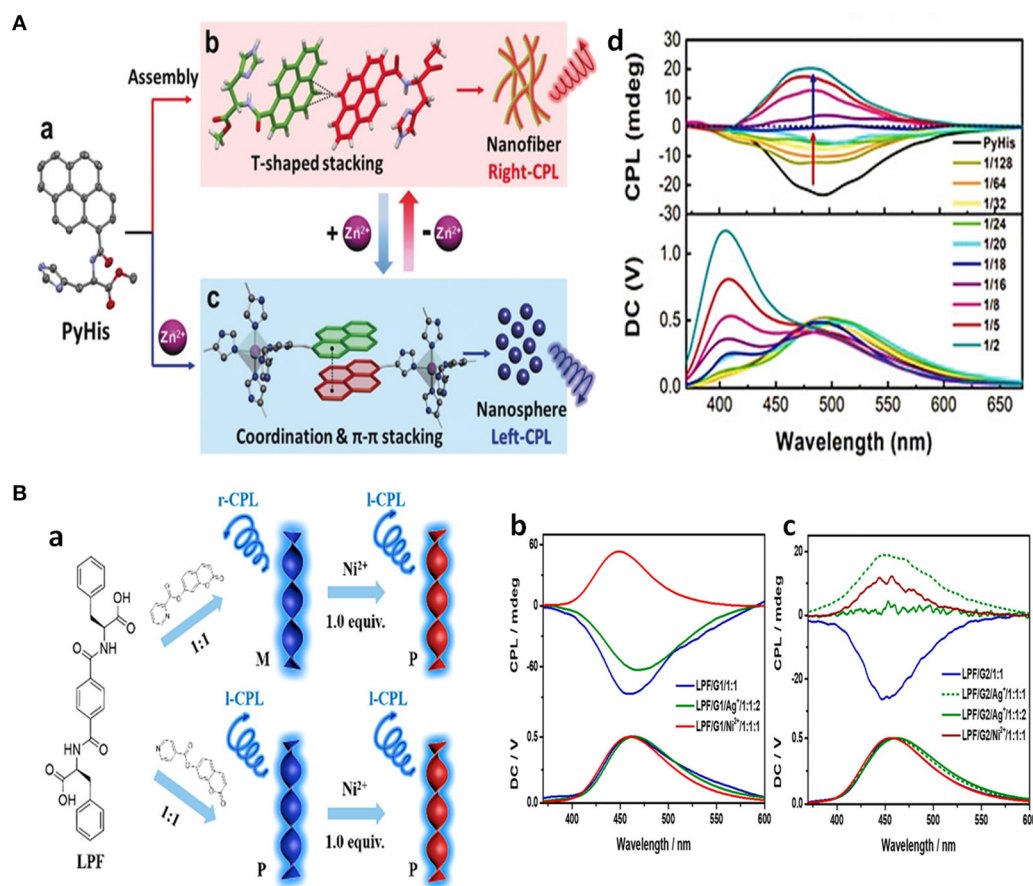 A
a
PyHis
Assembly
Zn2+
b
T-shaped stacking
Nanofiber
Right-CPL
+ Zn2+
- Zn2+
c
Coordination & π-π stacking
Nanosphere
Left-CPL
d
CPL (mdeg)
30
20
10
0
10
20
30
PyHis
1/128
1/64
1/32
1/24
1/20
1/18
1/16
1/8
1/5
1/2
DC (V)
1.0
0.5
0.0
400 450 500 550 600 650
Wavelength (nm)
B
a
OH
O
NH
O
O
NH
O
OH
LPF
r-CPL
1:1
M
Ni2+
1.0 equiv.
l-CPL
P
l-CPL
1:1
P
Ni2+
1.0 equiv.
l-CPL
P
b
CPL / mdeg
60
0
-60
LPF/G1/1:1
LPF/G1/Ag+/1:1:2
LPF/G1/Ni2+/1:1:1
DC / V
0.5
0.0
400 450 500 550 600
Wavelength / nm
c
CPL / mdeg
20
0
-20
LPF/G2/1:1
LPF/G2/Ag+/1:1:1
LPF/G2/Ag+/1:1:2
LPF/G2/Ni2+/1:1:1
DC / V
0.5
0.0
400 450 500 550 600
Wavelength / nm